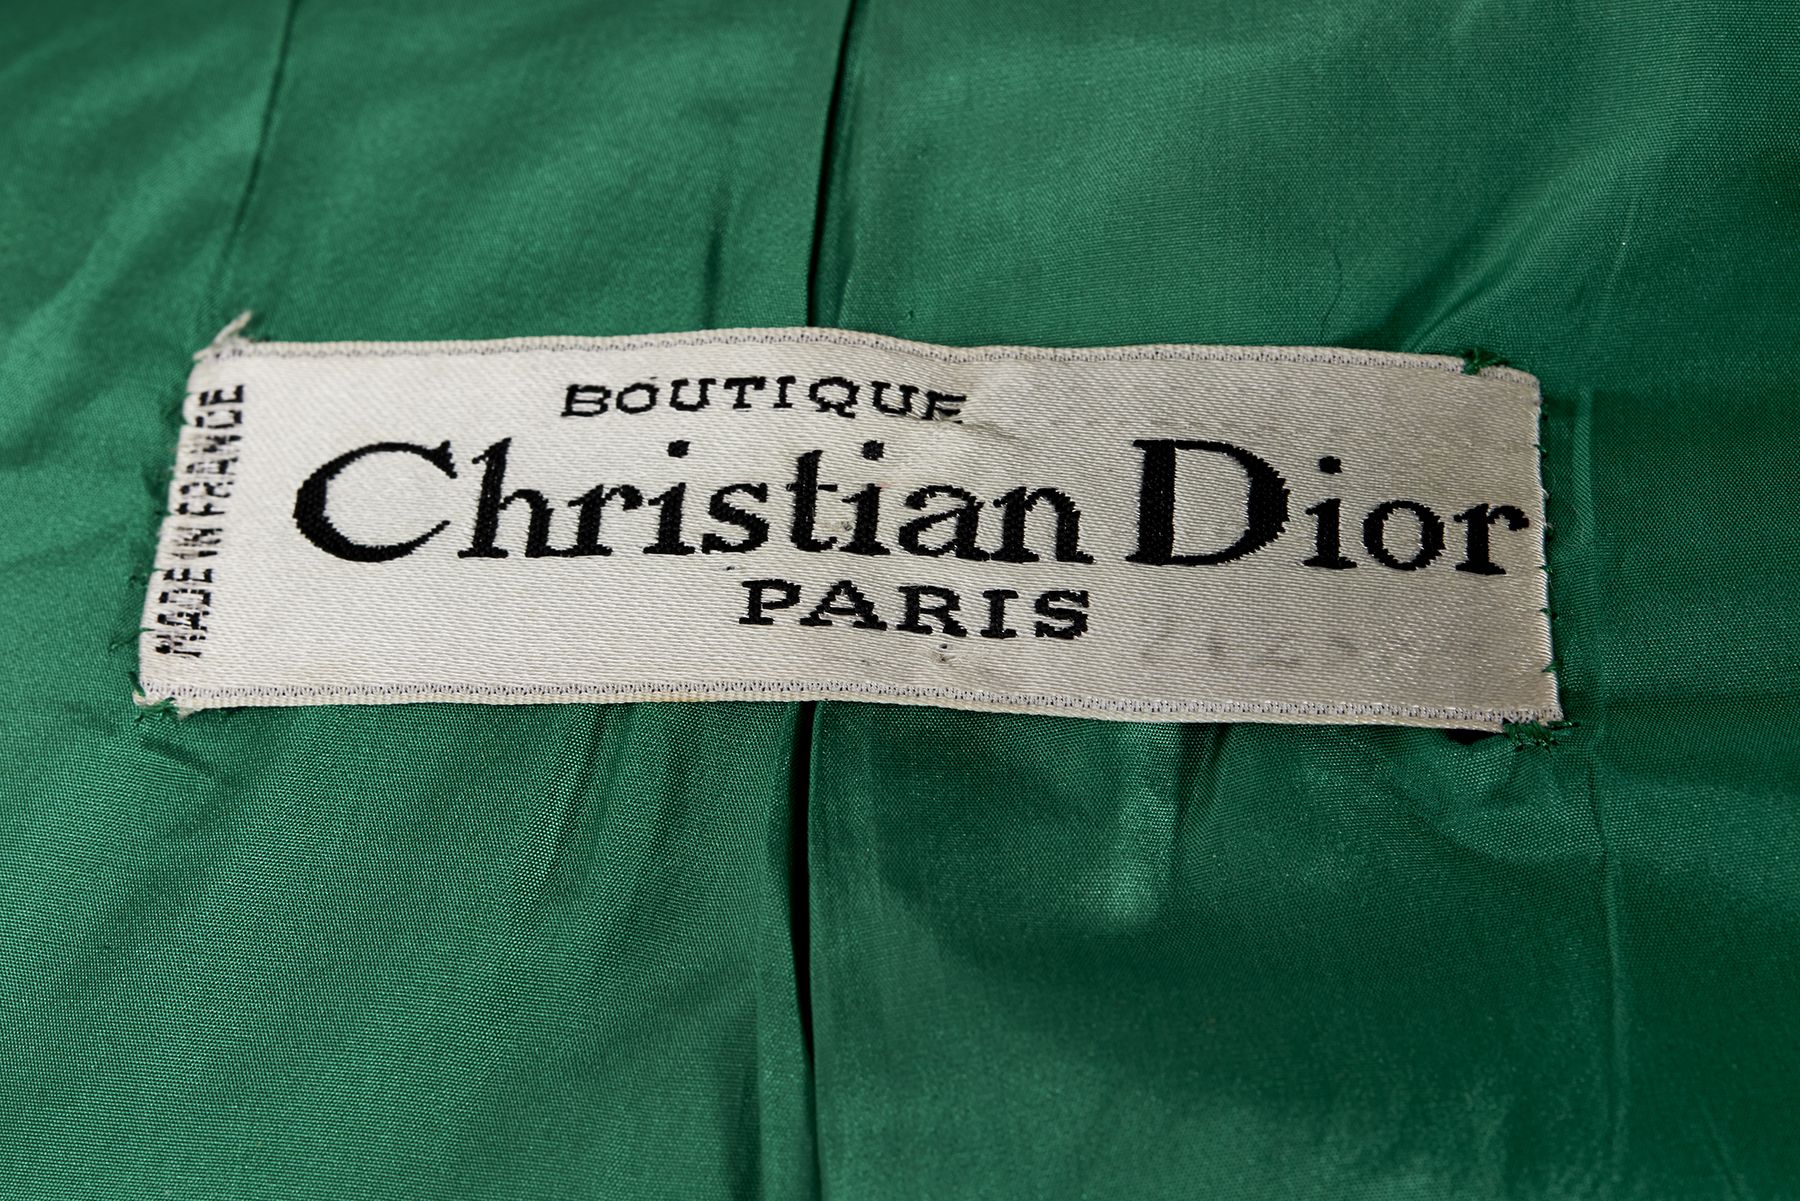 BOUTIQUE
Christian Dior
PARIS
MADE IN FRANCE